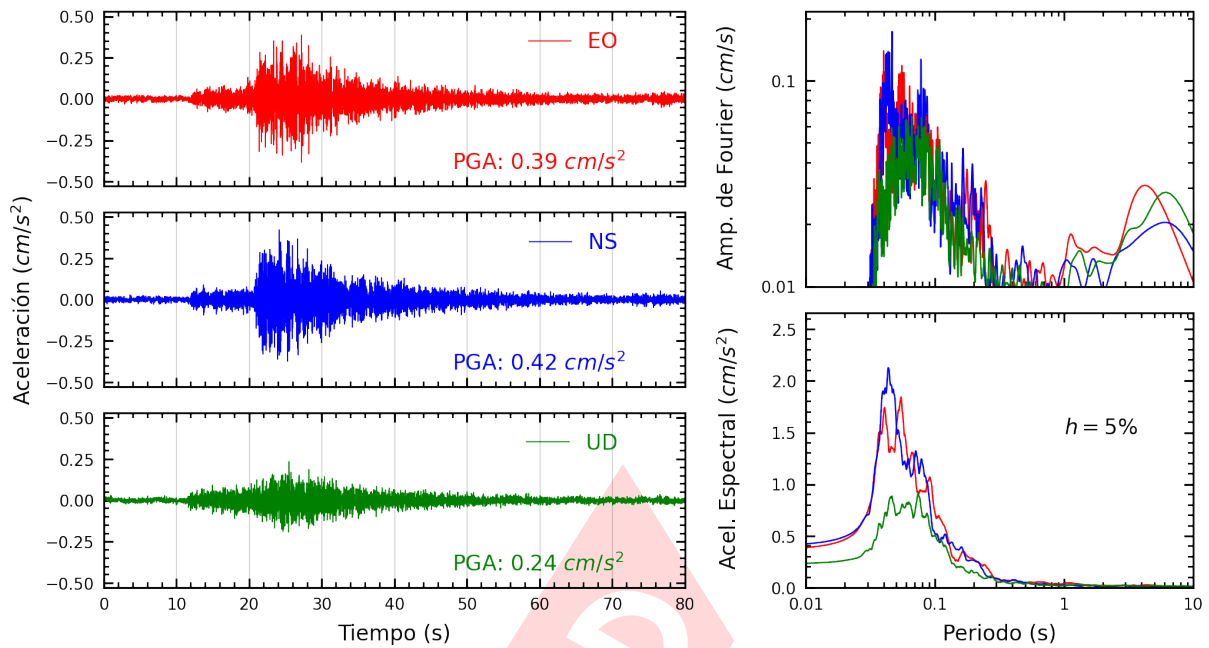 Aceleración (cm/s²)
0.50
0.25
0.00
−0.25
−0.50
EO
PGA: 0.39 cm/s²
0.50
0.25
0.00
−0.25
−0.50
NS
PGA: 0.42 cm/s²
0.50
0.25
0.00
−0.25
−0.50
UD
PGA: 0.24 cm/s²
0 10 20 30 40 50 60 70 80
Tiempo (s)
Amp. de Fourier (cm/s)
0.1
0.01
Acel. Espectral (cm/s²)
2.5
2.0
1.5
1.0
0.5
0.0
h = 5%
0.01 0.1 1 10
Periodo (s)